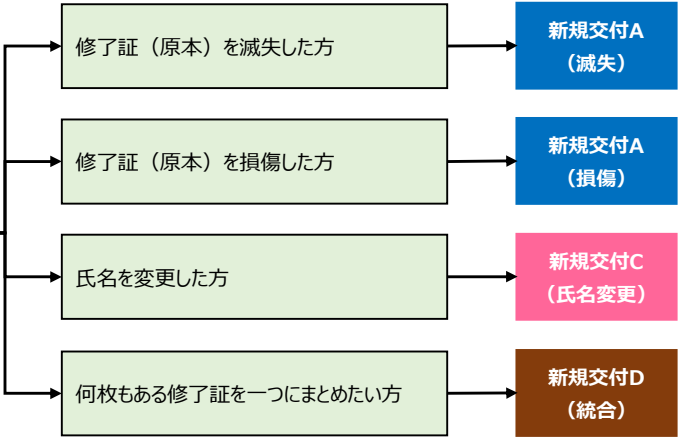 修了証（原本）を滅失した方
新規交付A
（滅失）
修了証（原本）を損傷した方
新規交付A
（損傷）
氏名を変更した方
新規交付C
（氏名変更）
何枚もある修了証を一つにまとめたい方
新規交付D
（統合）